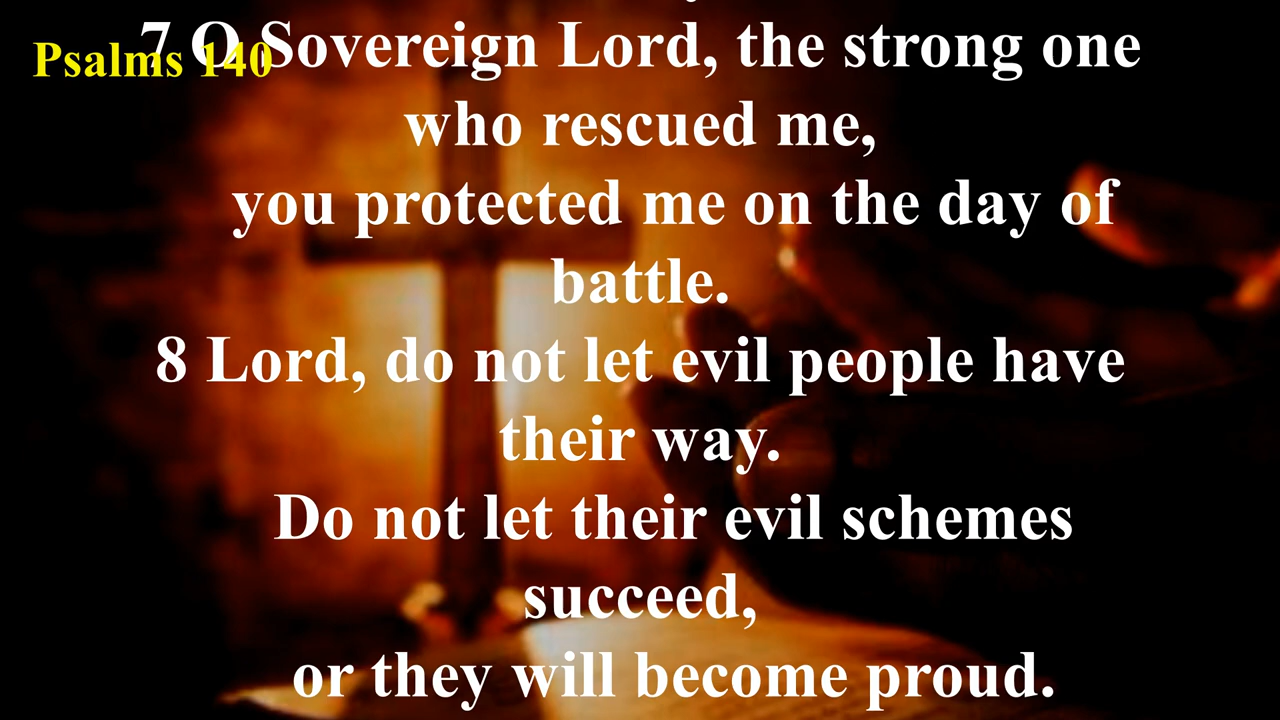 Psalms 140
7 O Sovereign Lord, the strong one
who rescued me,
you protected me on the day of
battle.
8 Lord, do not let evil people have
their way.
Do not let their evil schemes
succeed,
or they will become proud.